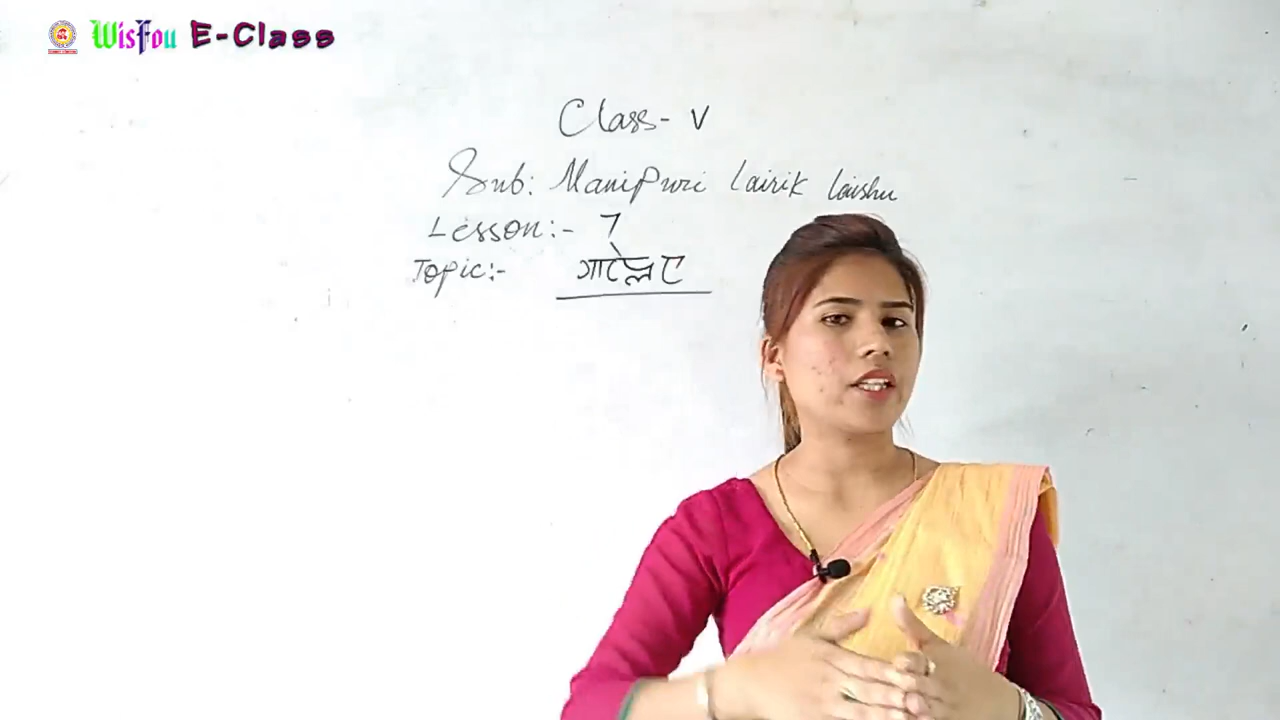 WisFou E-Class
Class- V
Sub: Manipuri lairik laishu
Lesson:- 7
Topic:-